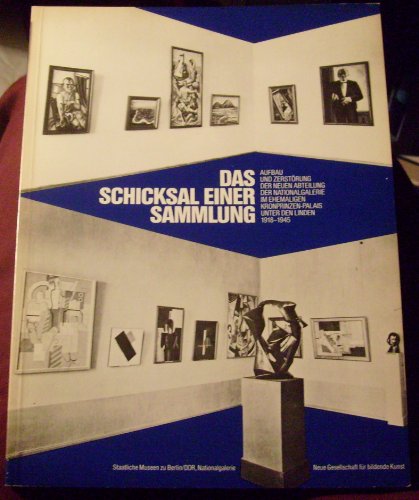 DAS
SCHICKSAL EINER
SAMMLUNG
AUFBAU
UND ZERSTÖRUNG
DER NEUEN ABTEILUNG
DER NATIONALGALERIE
IM EHEMALIGEN
KRONPRINZEN-PALAIS
UNTER DEN LINDEN
1918–1945
Staatliche Museen zu Berlin/DDR, Nationalgalerie
Neue Gesellschaft für bildende Kunst